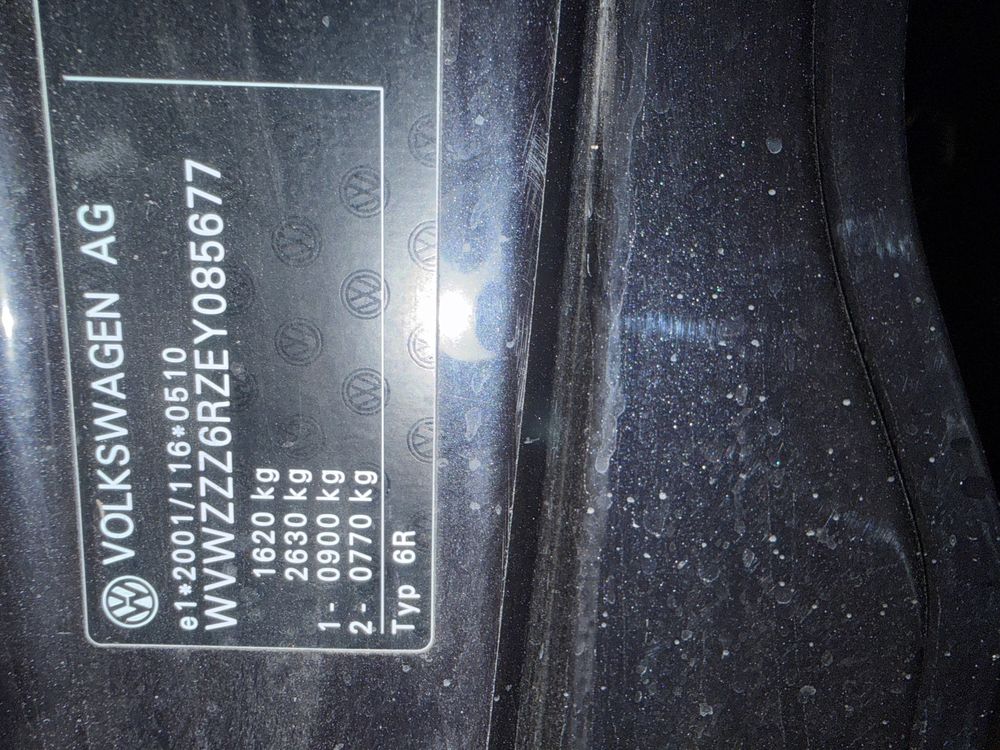 VOLKSWAGEN AG
e1*2001/116*0510
WVWZZZ6RZEY085677
1620 kg
2630 kg
1- 0900 kg
2- 0770 kg
Typ 6R